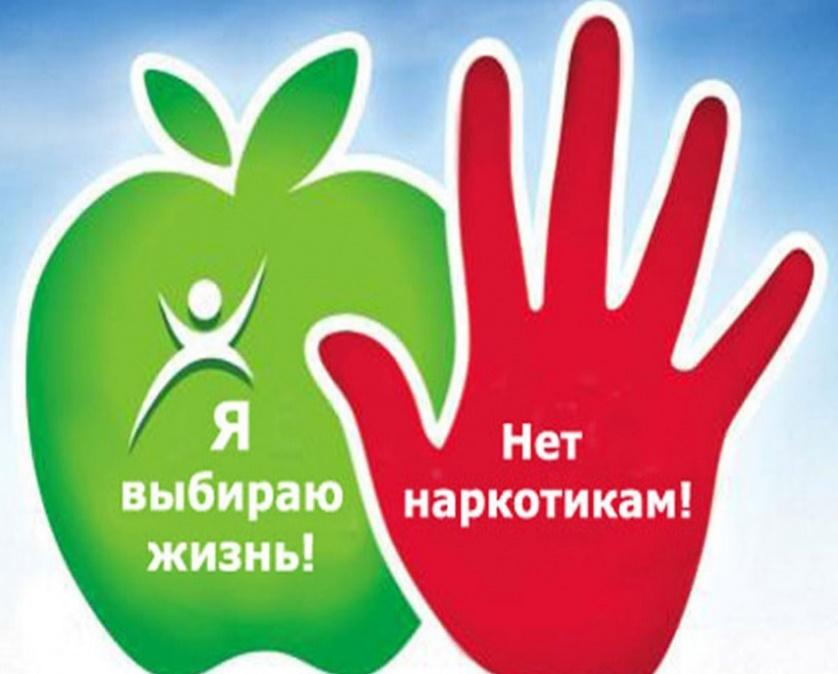 Я
выбираю
жизнь!
Нет
наркотикам!